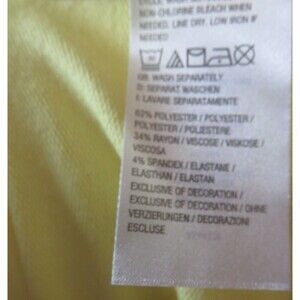 NON-CHLORINE BLEACH WHEN
NEEDED. LINE DRY. LOW IRON IF
NEEDED
GB: WASH SEPARATELY
D: SEPARAT WASCHEN
I: LAVARE SEPARATAMENTE
62% POLYESTER / POLYESTER /
POLYESTER / POLIESTERE
34% RAYON / VISCOSE / VISKOSE /
VISCOSA
4% SPANDEX / ELASTANE /
ELASTHAN / ELASTAN
EXCLUSIVE OF DECORATION /
EXCLUSIVE OF DECORATION / OHNE
VERZIERUNGEN / DECORAZIONI
ESCLUSE